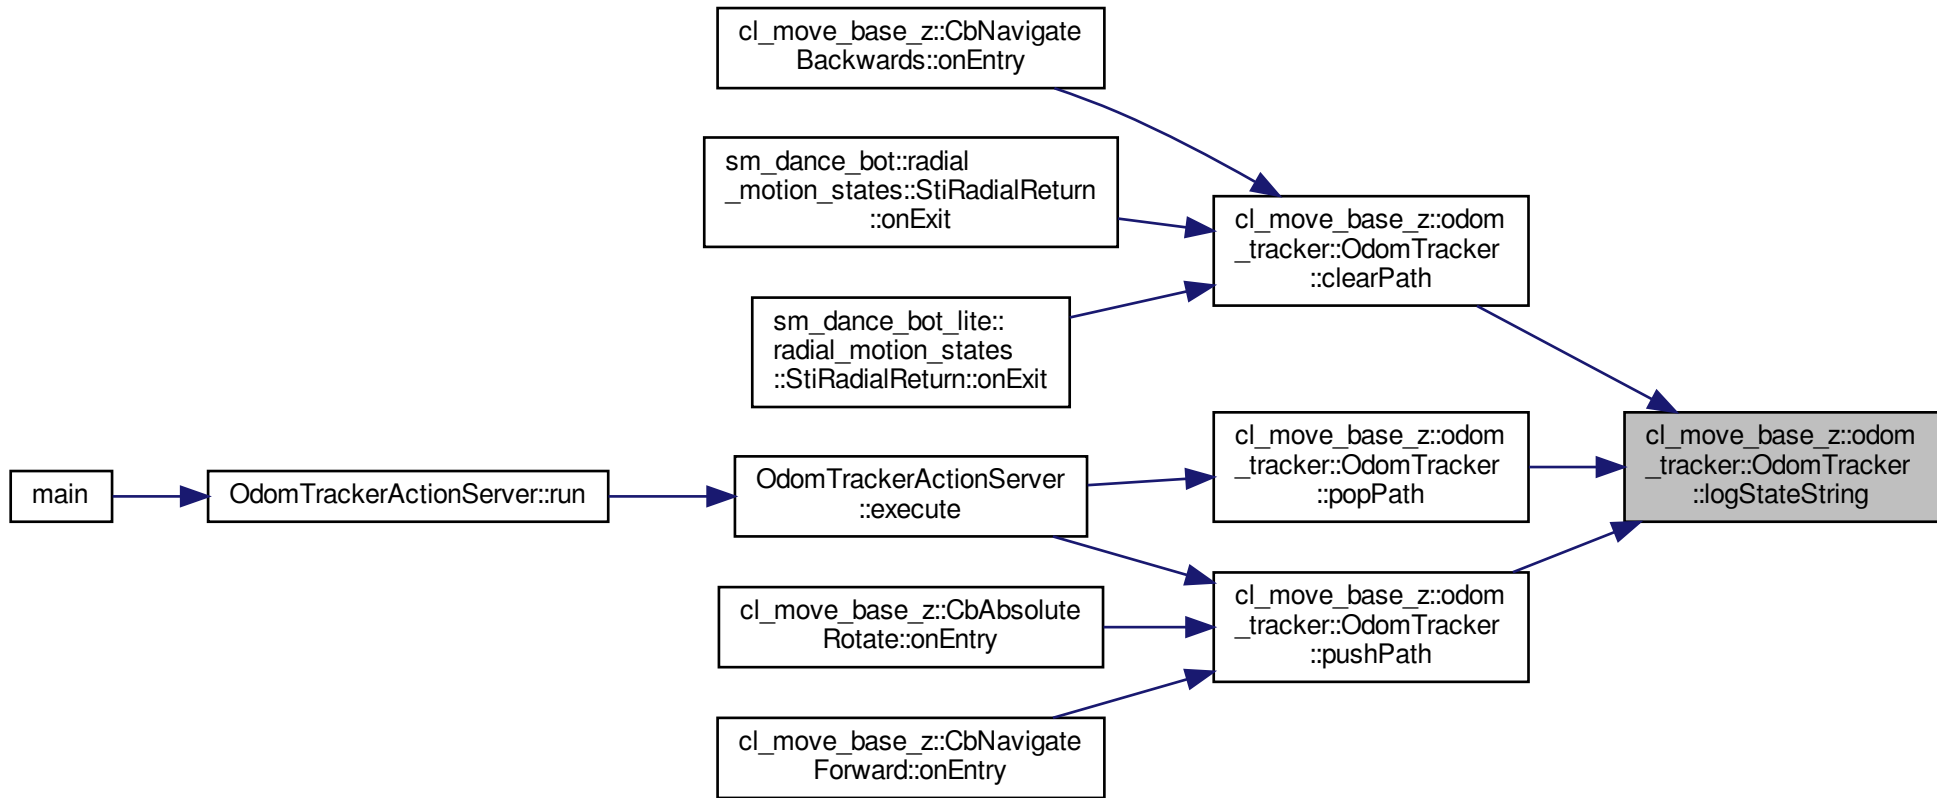 cl_move_base_z::CbNavigate
Backwards::onEntry
sm_dance_bot::radial
_motion_states::StiRadialReturn
::onExit
cl_move_base_z::odom
_tracker::OdomTracker
::clearPath
sm_dance_bot_lite::
radial_motion_states
::StiRadialReturn::onExit
cl_move_base_z::odom
_tracker::OdomTracker
::popPath
cl_move_base_z::odom
_tracker::OdomTracker
::logStateString
main
OdomTrackerActionServer::run
OdomTrackerActionServer
::execute
cl_move_base_z::CbAbsolute
Rotate::onEntry
cl_move_base_z::odom
_tracker::OdomTracker
::pushPath
cl_move_base_z::CbNavigate
Forward::onEntry